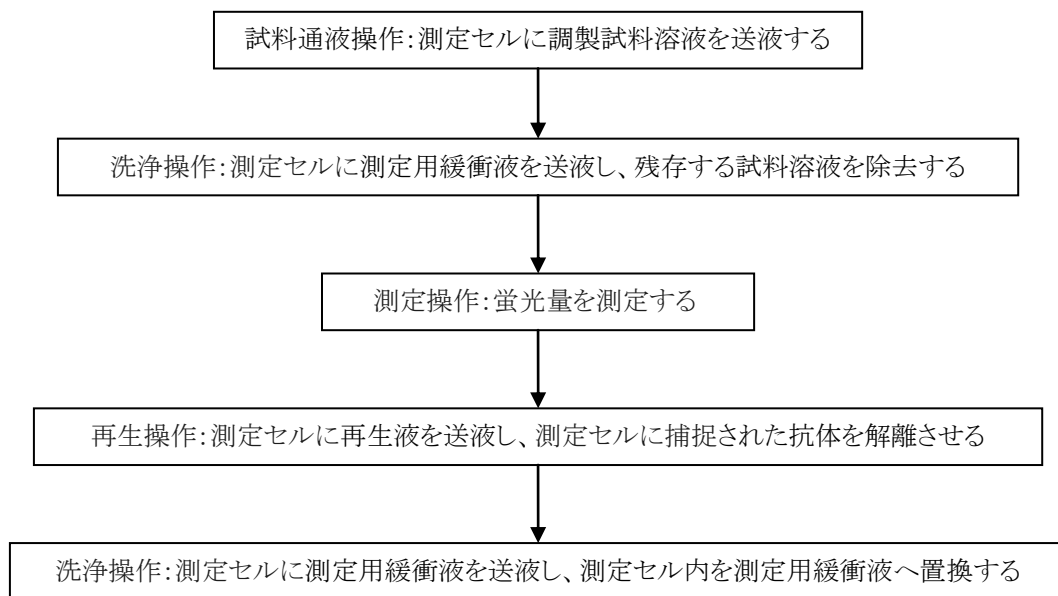 試料通液操作:測定セルに調製試料溶液を送液する
洗浄操作:測定セルに測定用緩衝液を送液し、残存する試料溶液を除去する
測定操作:蛍光量を測定する
再生操作:測定セルに再生液を送液し、測定セルに捕捉された抗体を解離させる
洗浄操作:測定セルに測定用緩衝液を送液し、測定セル内を測定用緩衝液へ置換する